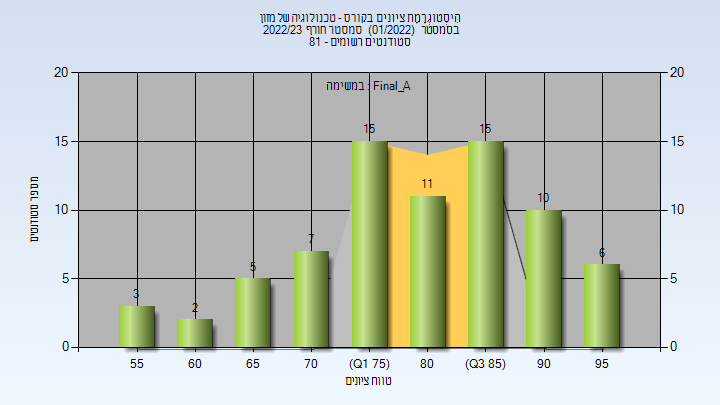 היסטוגרמת ציונים בקורס - טכנולוגיה של מזון
בסמסטר (01/2022) סמסטר חורף 2022/23
סטודנטים רשומים - 81
במשימה : Final_A
מספר סטודנטים
20 20
15 15
10 10
5 5
0 0
3 2 5 7 15 11 15 10 6
55 60 65 70 (Q1 75) 80 (Q3 85) 90 95
טווח ציונים